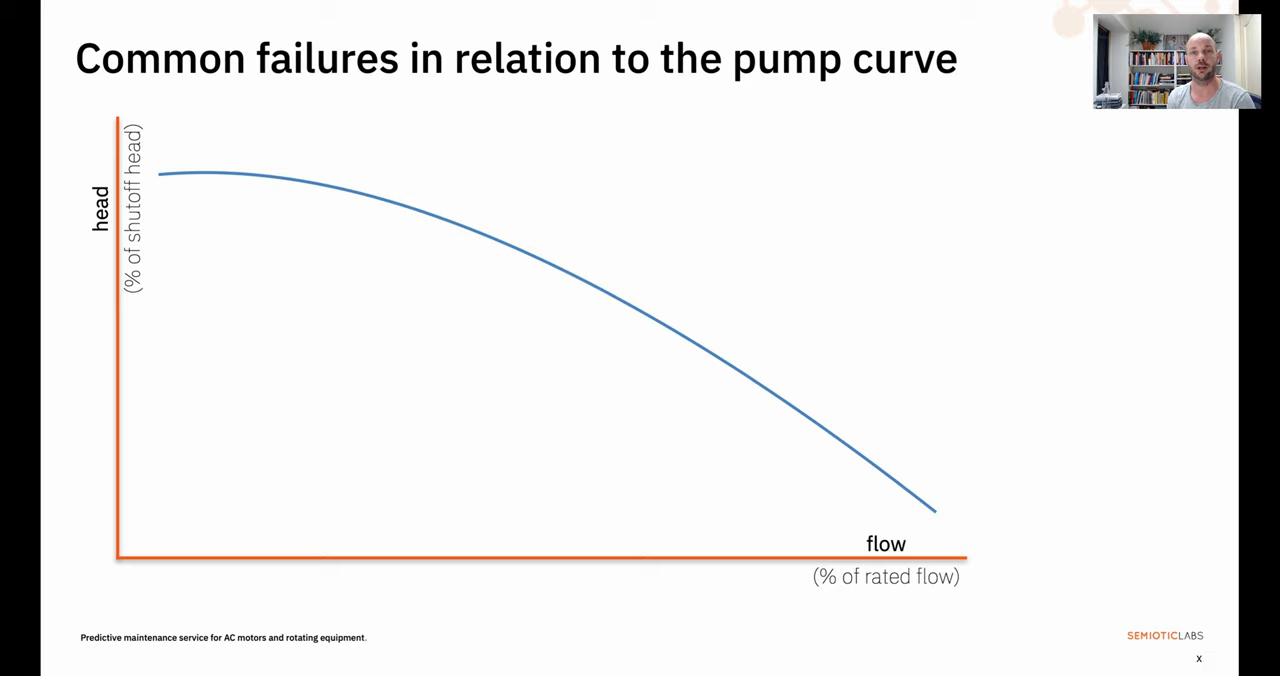 Common failures in relation to the pump curve
head
(% of shutoff head)
flow
(% of rated flow)
Predictive maintenance service for AC motors and rotating equipment.
SEMIOTICLABS
x